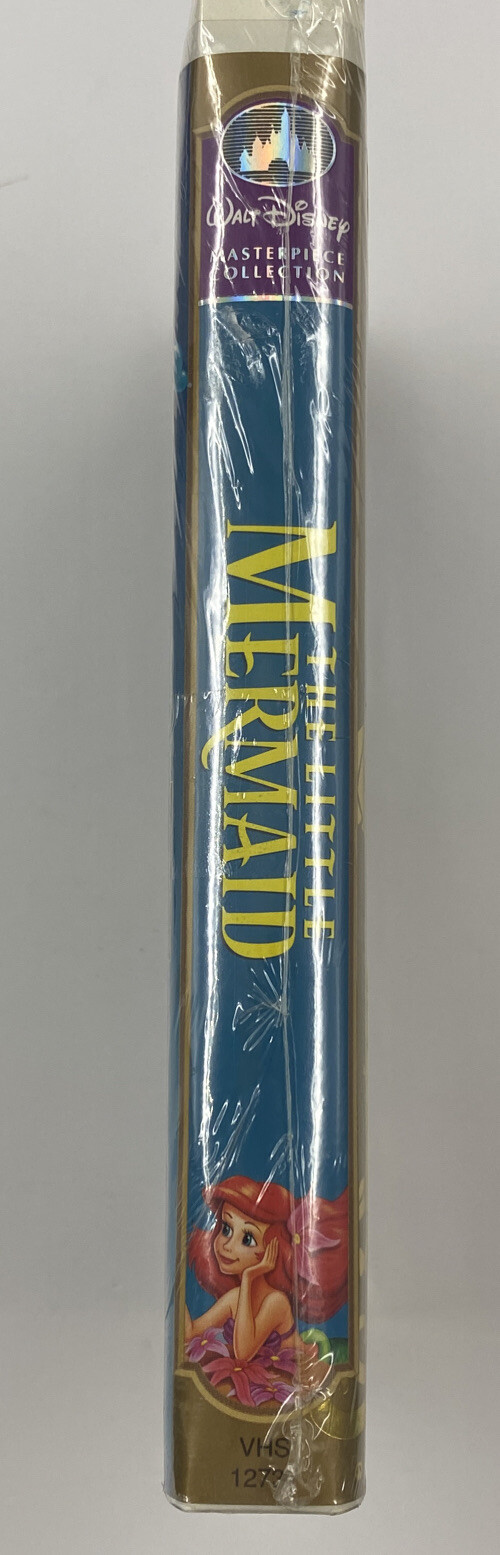 WALT DISNEY
MASTERPIECE
COLLECTION
THE LITTLE
MERMAID
VHS